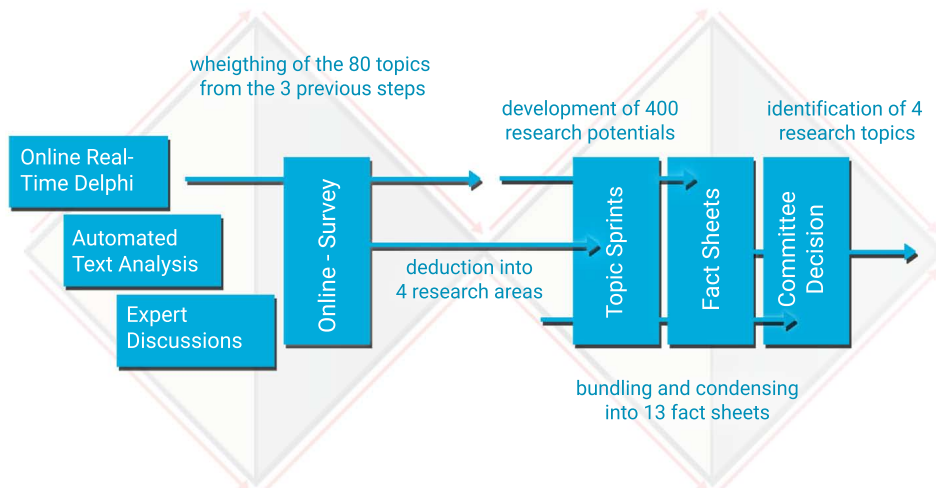 wheigthing of the 80 topics
from the 3 previous steps
development of 400
research potentials
identification of 4
research topics
Online Real-
Time Delphi
Automated
Text Analysis
Expert
Discussions
Online - Survey
deduction into
4 research areas
Topic Sprints
Fact Sheets
Committee
Decision
bundling and condensing
into 13 fact sheets